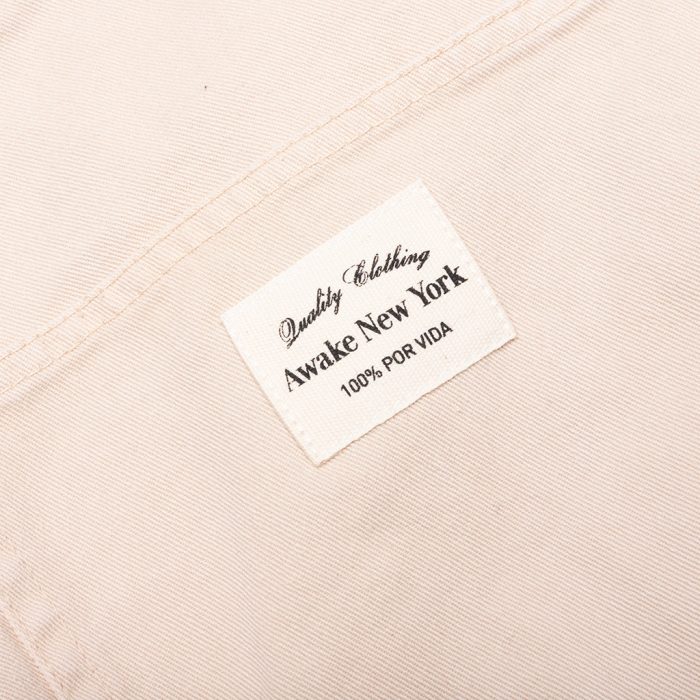 Quality Clothing
Awake New York
100% POR VIDA